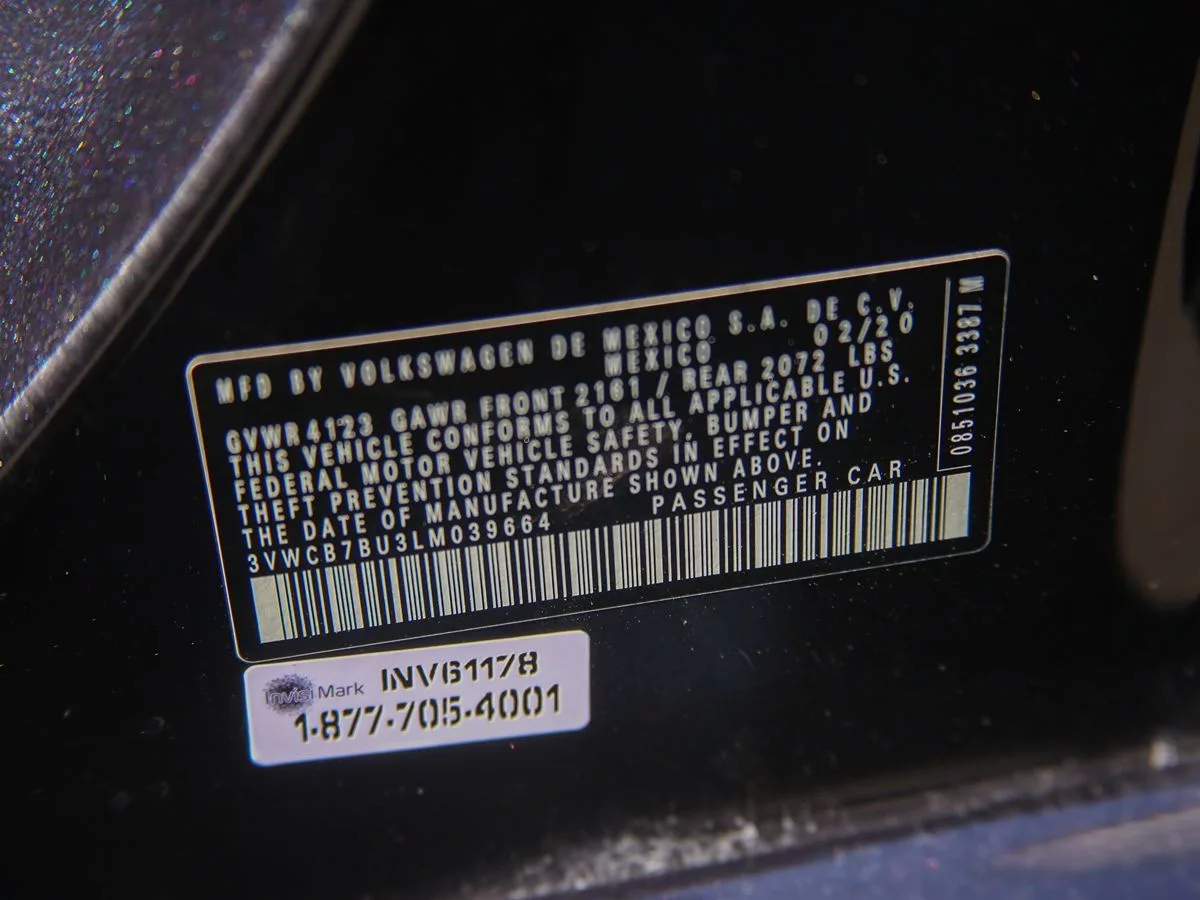 MFD BY VOLKSWAGEN DE MEXICO S.A. DE C.V.
MEXICO 02/20
GVWR 4123 GAWR FRONT 2161 / REAR 2072 LBS
THIS VEHICLE CONFORMS TO ALL APPLICABLE U.S.
FEDERAL MOTOR VEHICLE SAFETY, BUMPER AND
THEFT PREVENTION STANDARDS IN EFFECT ON
THE DATE OF MANUFACTURE SHOWN ABOVE.
3VWCB7BU3LM039664 PASSENGER CAR
0851036 3387 M
InvisiMark INV61178
1-877-705-4001